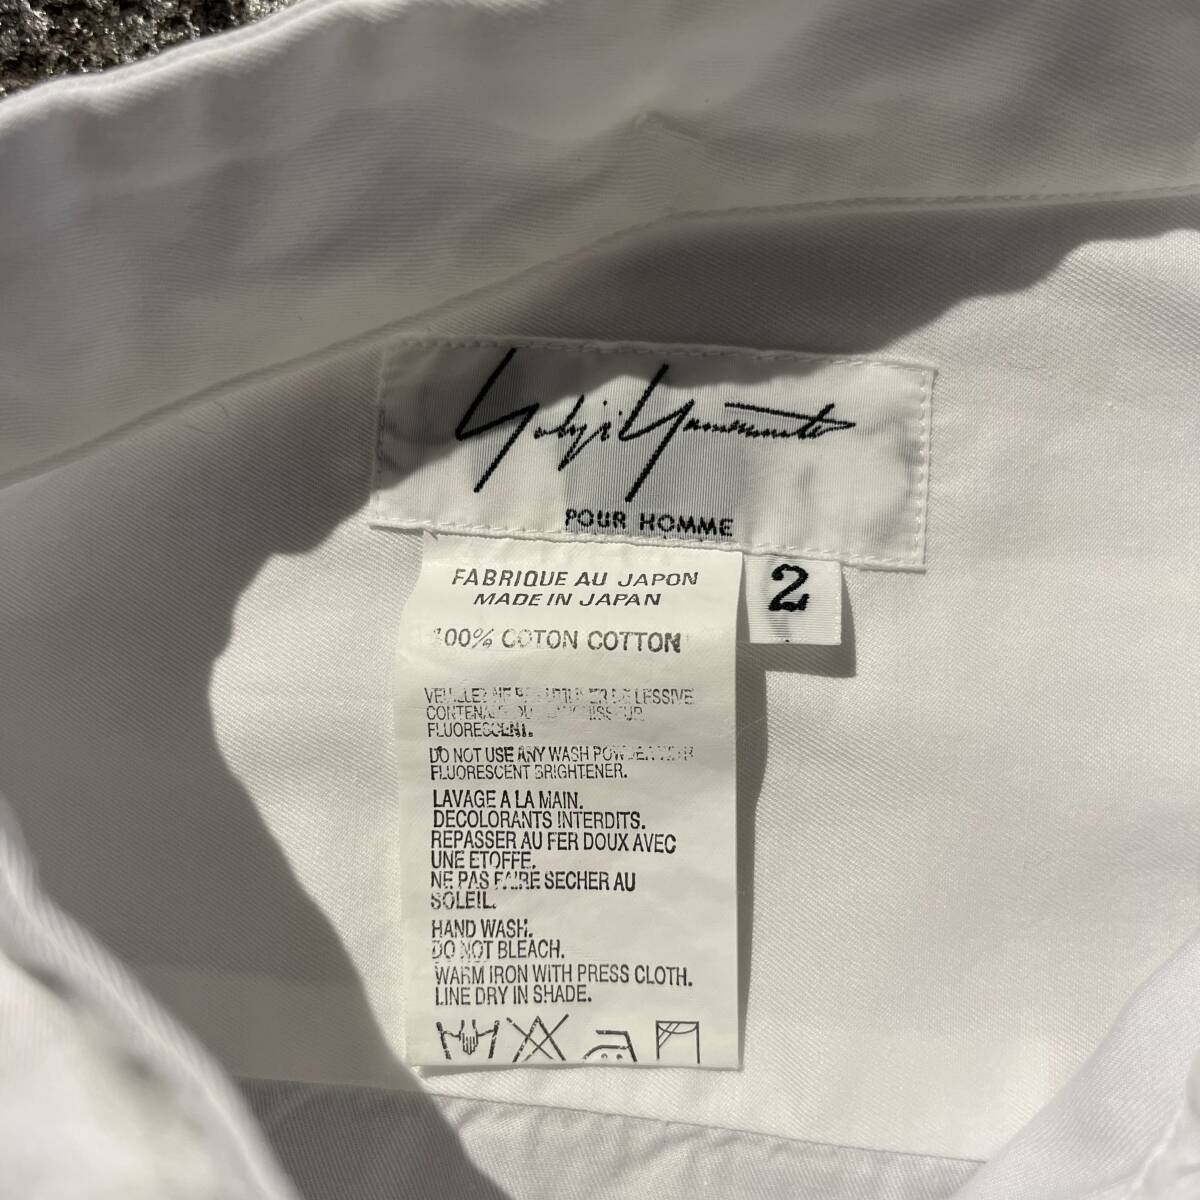 Yohji Yamamoto
POUR HOMME
2
FABRIQUE AU JAPON
MADE IN JAPAN
100% COTON COTTON
LESSIVE
FLUORESCENT.
DO NOT USE ANY WASH
FLUORESCENT BRIGHTENER.
LAVAGE A LA MAIN.
DECOLORANTS INTERDITS.
REPASSER AU FER DOUX AVEC
UNE ETOFFE.
NE PAS FAIRE SECHER AU
SOLEIL.
HAND WASH.
DO NOT BLEACH.
WARM IRON WITH PRESS CLOTH.
LINE DRY IN SHADE.